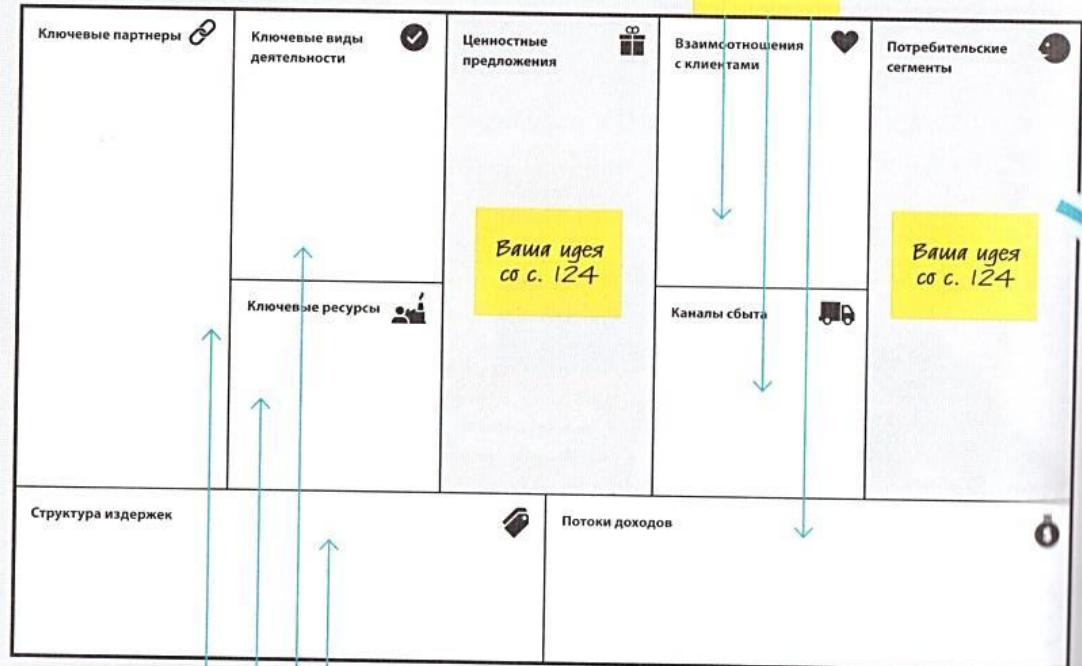 Ключевые партнеры
Ключевые виды
деятельности
Ценностные
предложения
Взаимоотношения
с клиентами
Потребительские
сегменты
Ваша идея
со с. 124
Ваша идея
со с. 124
Ключевые ресурсы
Каналы сбыта
Структура издержек
Потоки доходов